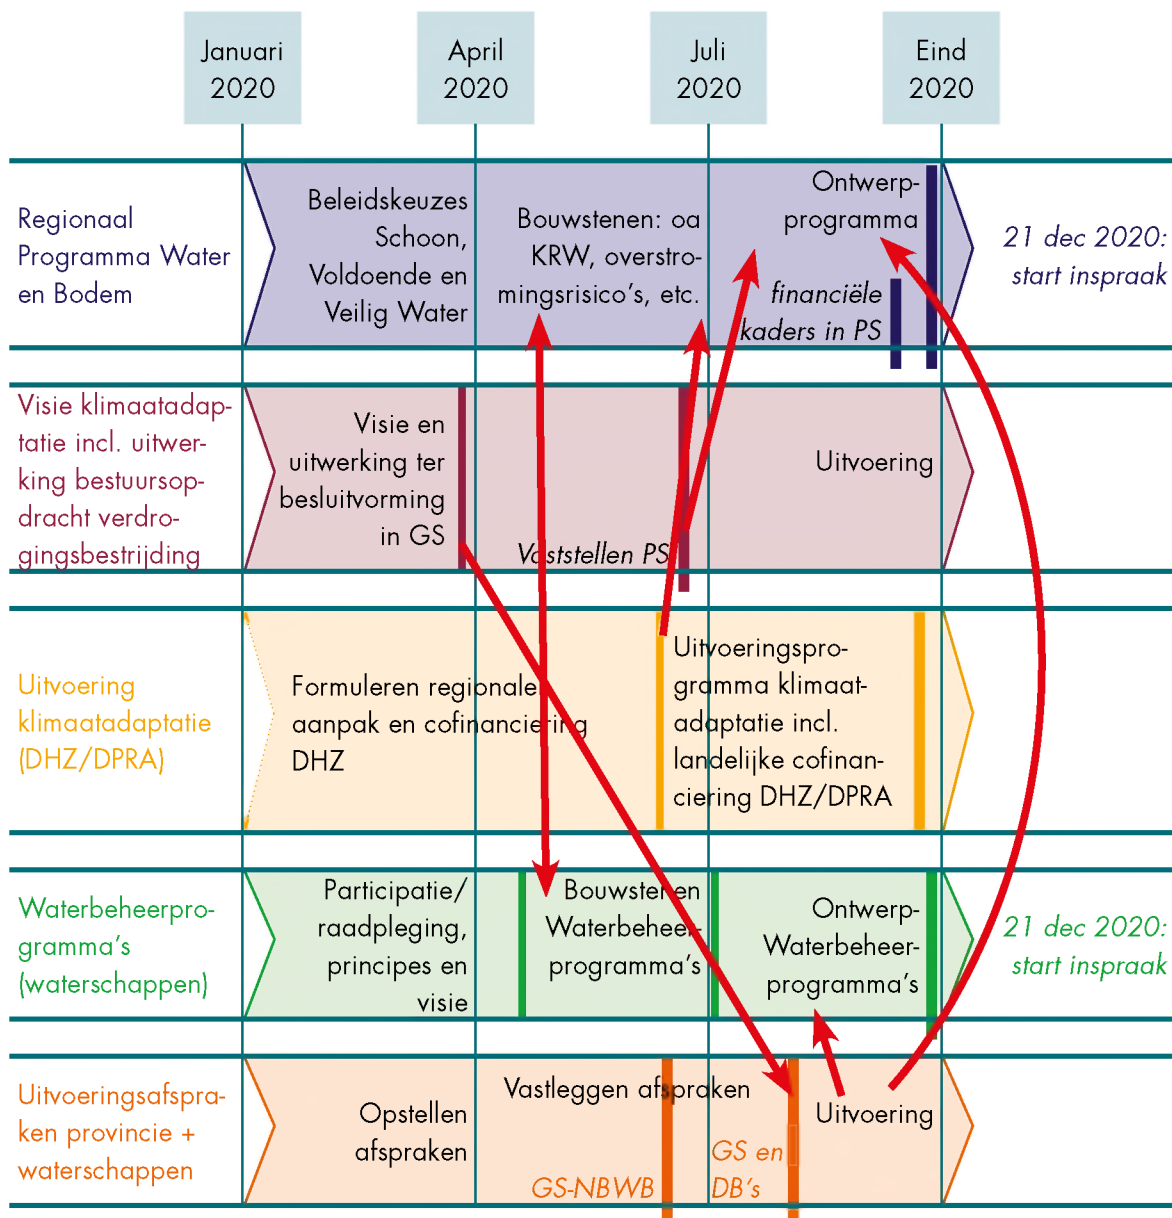 Januari
2020
April
2020
Juli
2020
Eind
2020
Regionaal
Programma Water
en Bodem
Beleidskeuzes
Schoon,
Voldoende en
Veilig Water
Bouwstenen: oa
KRW, overstro-
mingsrisico's, etc.
Ontwerp-
programma
financiële
kaders in PS
21 dec 2020:
start inspraak
Visie klimaatadap-
tatie incl. uitwer-
king bestuursop-
dracht verdro-
gingsbestrijding
Visie en
uitwerking ter
besluitvorming
in GS
Vaststellen PS
Uitvoering
Uitvoering
klimaatadaptatie
(DHZ/DPRA)
Formuleren regionale
aanpak en cofinanciering
DHZ
Uitvoeringspro-
gramma klimaat-
adaptatie incl.
landelijke cofinan-
ciering DHZ/DPRA
Waterbeheerpro-
gramma's
(waterschappen)
Participatie/
raadpleging,
principes en
visie
Bouwstenen
Waterbeheer-
programma's
Ontwerp-
Waterbeheer-
programma's
21 dec 2020:
start inspraak
Uitvoeringsafspra-
ken provincie +
waterschappen
Opstellen
afspraken
Vastleggen afspraken
GS-NBWB
GS en
DB's
Uitvoering